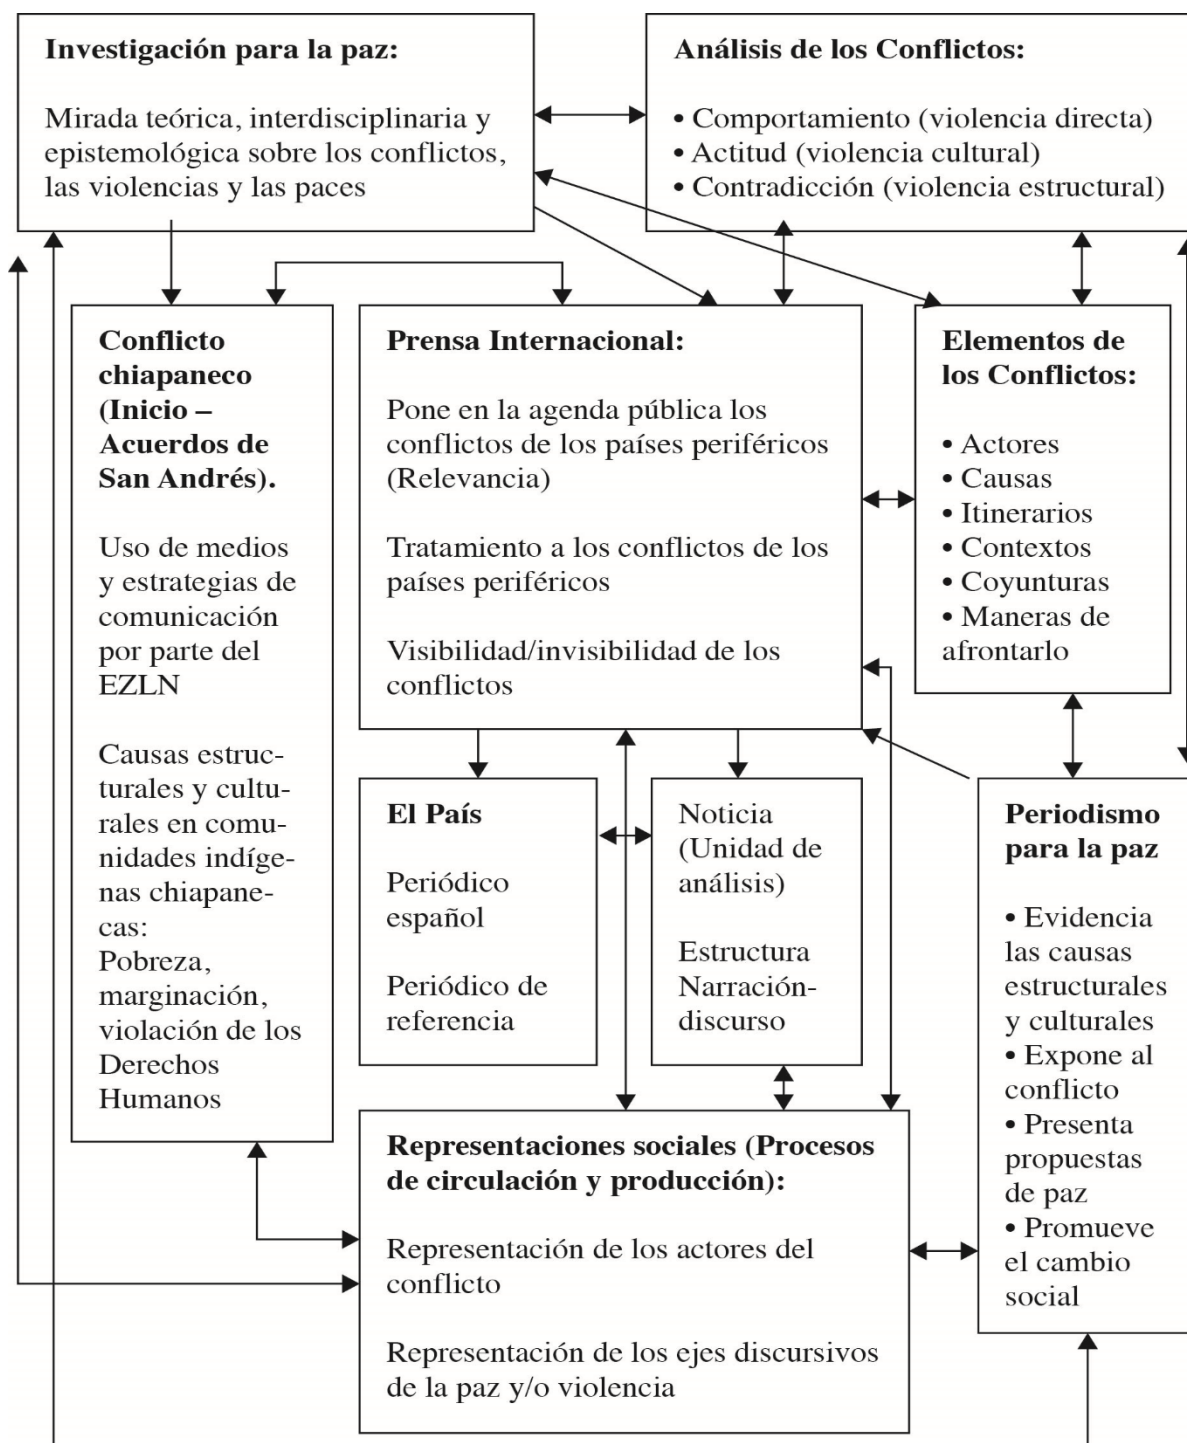 Investigación para la paz:
Mirada teórica, interdisciplinaria y
epistemológica sobre los conflictos,
las violencias y las paces
Análisis de los Conflictos:
• Comportamiento (violencia directa)
• Actitud (violencia cultural)
• Contradicción (violencia estructural)
Conflicto
chiapaneco
(Inicio –
Acuerdos de
San Andrés).
Uso de medios
y estrategias de
comunicación
por parte del
EZLN
Causas estruc-
turales y cultu-
rales en comu-
nidades indíge-
nas chiapane-
cas:
Pobreza,
marginación,
violación de los
Derechos
Humanos
Prensa Internacional:
Pone en la agenda pública los
conflictos de los países periféricos
(Relevancia)
Tratamiento a los conflictos de los
países periféricos
Visibilidad/invisibilidad de los
conflictos
Elementos de
los Conflictos:
• Actores
• Causas
• Itinerarios
• Contextos
• Coyunturas
• Maneras de
afrontarlo
El País
Periódico
español
Periódico de
referencia
Noticia
(Unidad de
análisis)
Estructura
Narración-
discurso
Periodismo
para la paz
• Evidencia
las causas
estructurales
y culturales
• Expone al
conflicto
• Presenta
propuestas
de paz
• Promueve
el cambio
social
Representaciones sociales (Procesos
de circulación y producción):
Representación de los actores del
conflicto
Representación de los ejes discursivos
de la paz y/o violencia